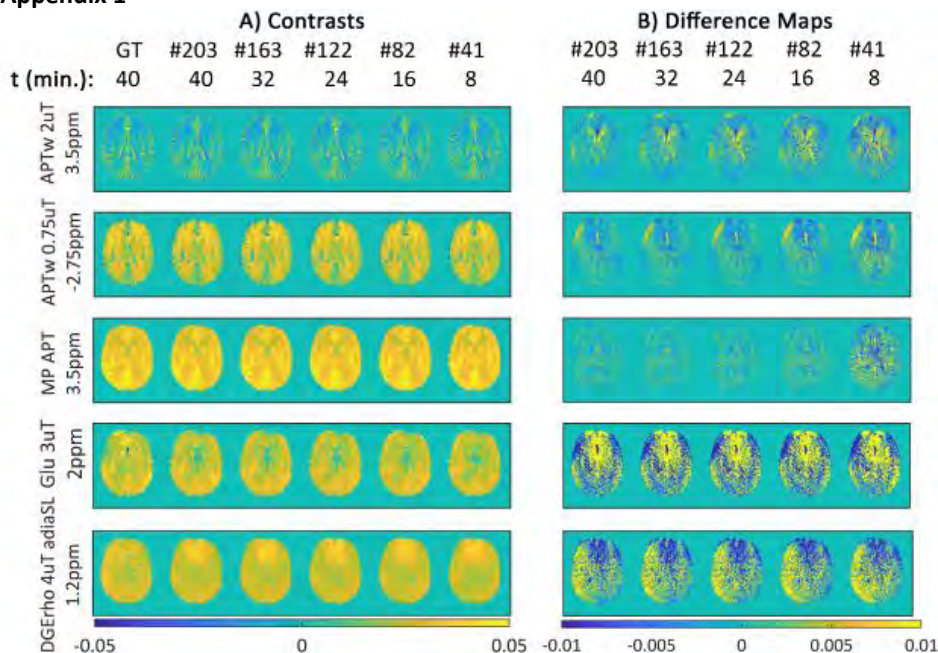 Appendix 1
A) Contrasts
B) Difference Maps
GT #203 #163 #122 #82 #41
#203 #163 #122 #82 #41
t (min.): 40 40 32 24 16 8
40 32 24 16 8
APTw 2uT
3.5ppm
APTw 0.75uT
-2.75ppm
MP APT
3.5ppm
Glu 3uT
2ppm
DGErho 4uT adiaSL
1.2ppm
-0.05 0 0.05
-0.01 -0.005 0 0.005 0.01